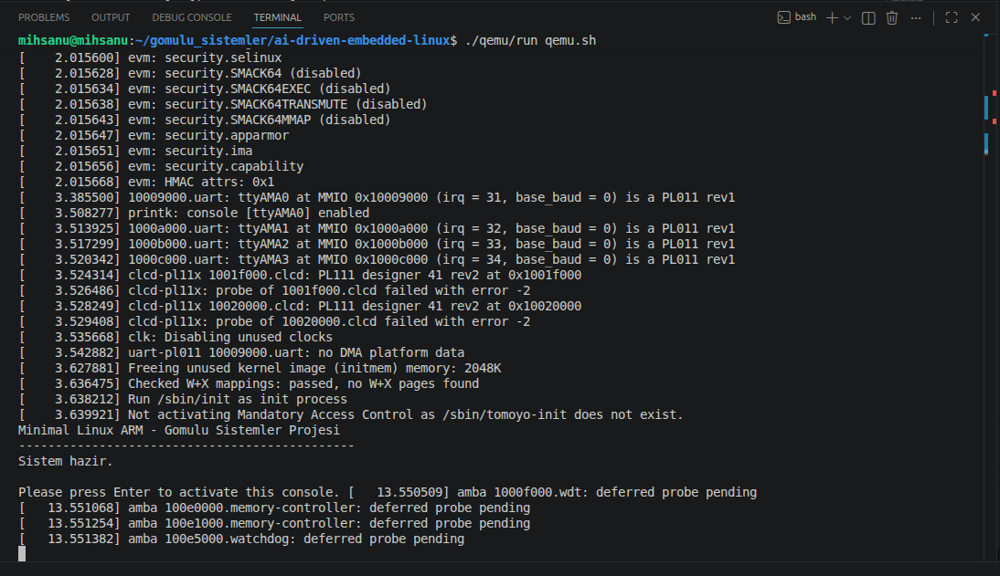 PROBLEMS OUTPUT DEBUG CONSOLE TERMINAL PORTS bash
mihsanu@mihsanu:~/gomulu_sistemler/ai-driven-embedded-linux$ ./qemu/run qemu.sh
[    2.015600] evm: security.selinux
[    2.015628] evm: security.SMACK64 (disabled)
[    2.015634] evm: security.SMACK64EXEC (disabled)
[    2.015638] evm: security.SMACK64TRANSMUTE (disabled)
[    2.015643] evm: security.SMACK64MMAP (disabled)
[    2.015647] evm: security.apparmor
[    2.015651] evm: security.ima
[    2.015656] evm: security.capability
[    2.015668] evm: HMAC attrs: 0x1
[    3.385500] 10009000.uart: ttyAMA0 at MMIO 0x10009000 (irq = 31, base_baud = 0) is a PL011 rev1
[    3.508277] printk: console [ttyAMA0] enabled
[    3.513925] 1000a000.uart: ttyAMA1 at MMIO 0x1000a000 (irq = 32, base_baud = 0) is a PL011 rev1
[    3.517299] 1000b000.uart: ttyAMA2 at MMIO 0x1000b000 (irq = 33, base_baud = 0) is a PL011 rev1
[    3.520342] 1000c000.uart: ttyAMA3 at MMIO 0x1000c000 (irq = 34, base_baud = 0) is a PL011 rev1
[    3.524314] clcd-pl11x 1001f000.clcd: PL111 designer 41 rev2 at 0x1001f000
[    3.526486] clcd-pl11x: probe of 1001f000.clcd failed with error -2
[    3.528249] clcd-pl11x 10020000.clcd: PL111 designer 41 rev2 at 0x10020000
[    3.529408] clcd-pl11x: probe of 10020000.clcd failed with error -2
[    3.535668] clk: Disabling unused clocks
[    3.542882] uart-pl011 10009000.uart: no DMA platform data
[    3.627881] Freeing unused kernel image (initmem) memory: 2048K
[    3.636475] Checked W+X mappings: passed, no W+X pages found
[    3.638212] Run /sbin/init as init process
[    3.639921] Not activating Mandatory Access Control as /sbin/tomoyo-init does not exist.
Minimal Linux ARM - Gomulu Sistemler Projesi
----------------------------------------------
Sistem hazir.
Please press Enter to activate this console. [   13.550509] amba 1000f000.wdt: deferred probe pending
[   13.551068] amba 100e0000.memory-controller: deferred probe pending
[   13.551254] amba 100e1000.memory-controller: deferred probe pending
[   13.551382] amba 100e5000.watchdog: deferred probe pending